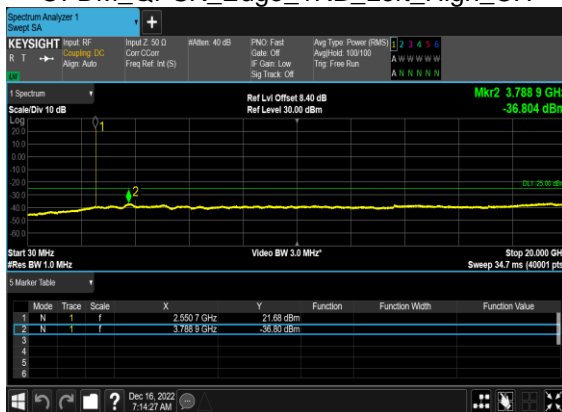 Spectrum Analyzer 1
Swept SA
+
KEYSIGHT Input: RF Input Z: 50 Ω #Atten: 40 dB PNO: Fast Avg Type: Power (RMS) 1 2 3 4 5 6
R T Coupling: DC Corr CCorr Gate: Off Avg|Hold: 100/100 A W W W W W
Align: Auto Freq Ref: Int (S) IF Gain: Low Trig: Free Run
LU Sig Track: Off A N N N N N
1 Spectrum Ref Lvl Offset 8.40 dB Mkr2 3.788 9 GHz
Scale/Div 10 dB Ref Level 30.00 dBm -36.804 dBm
Log
20.0
10.0
0.00
-10.0
-20.0
-30.0
-40.0
-50.0
-60.0
1
2
DL1 -25.00 dBm
Start 30 MHz Video BW 3.0 MHz* Stop 20.000 GHz
#Res BW 1.0 MHz Sweep 34.7 ms (40001 pts)
5 Marker Table
Mode Trace Scale X Y Function Function Width Function Value
1 N 1 f 2.550 7 GHz 21.68 dBm
2 N 1 f 3.788 9 GHz -36.80 dBm
3
4
5
6
? Dec 16, 2022
7:14:27 AM